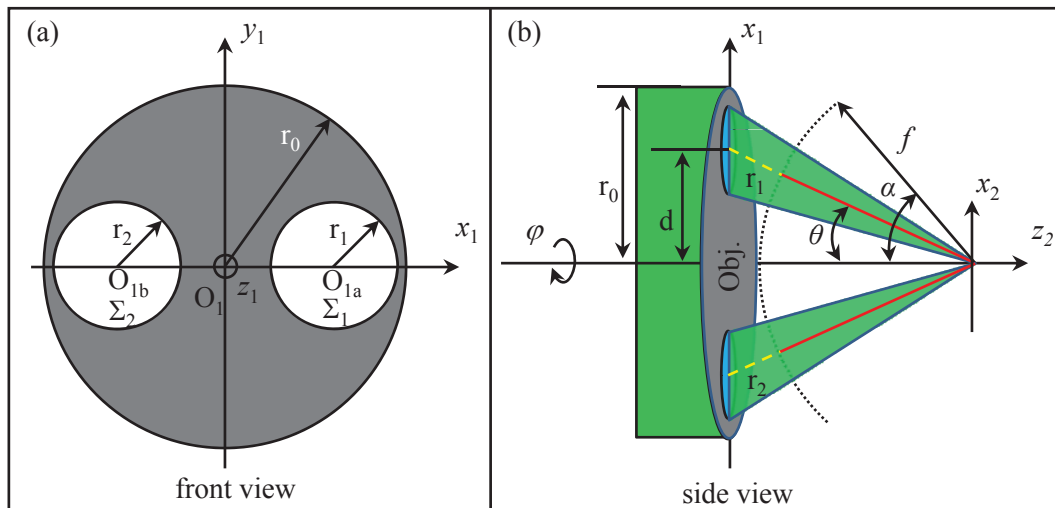 (a)
y₁
r₀
x₁
r₂
r₁
O₁b
O₁
z₁
O₁a
Σ₂
Σ₁
front view
(b)
x₁
f
r₀
r₁
α
x₂
d
φ
θ
z₂
Obj.
r₂
side view